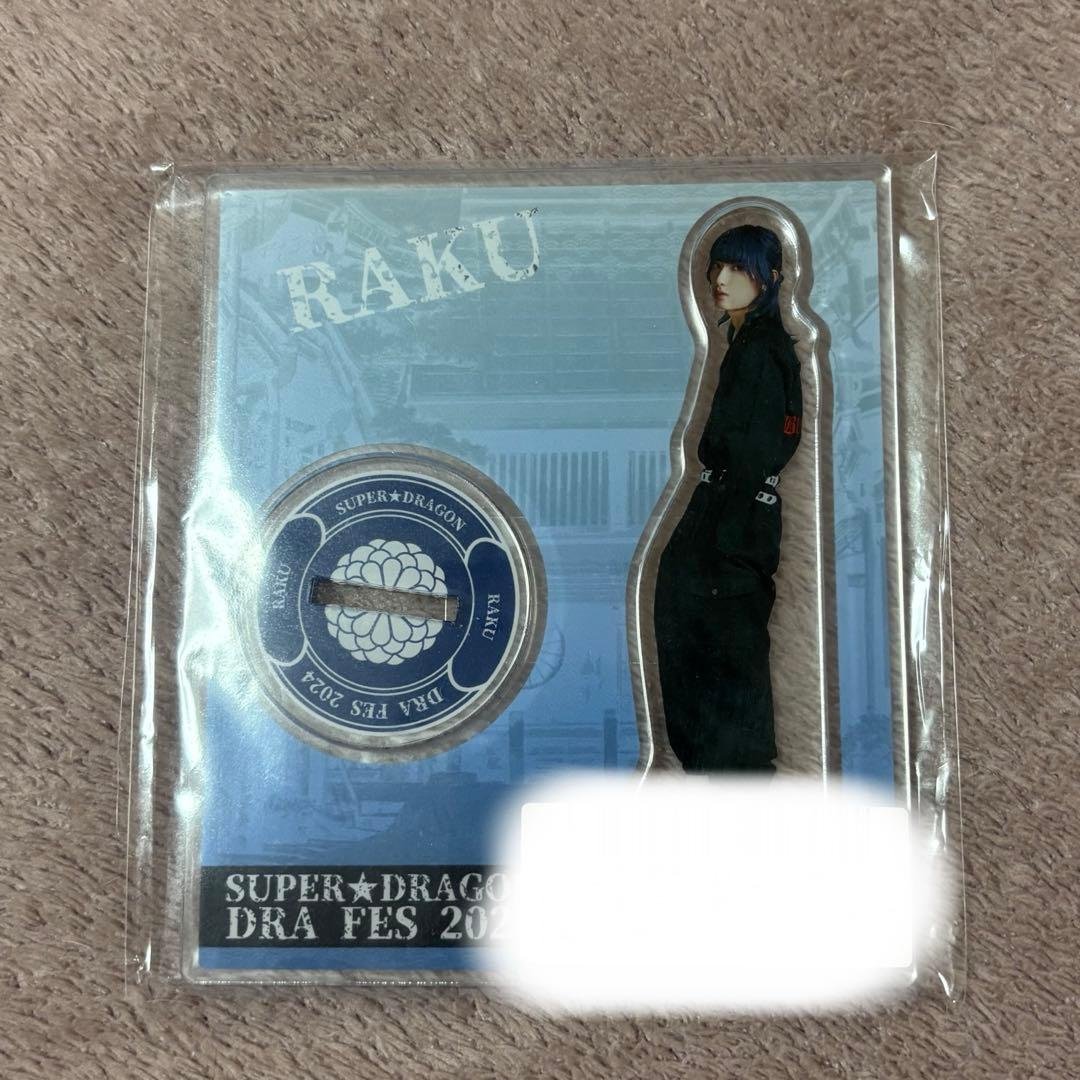 RAKU
SUPER★DRAGON
RAKU
RAKU
DRA FES 2024
SUPER★DRAGO
DRA FES 202